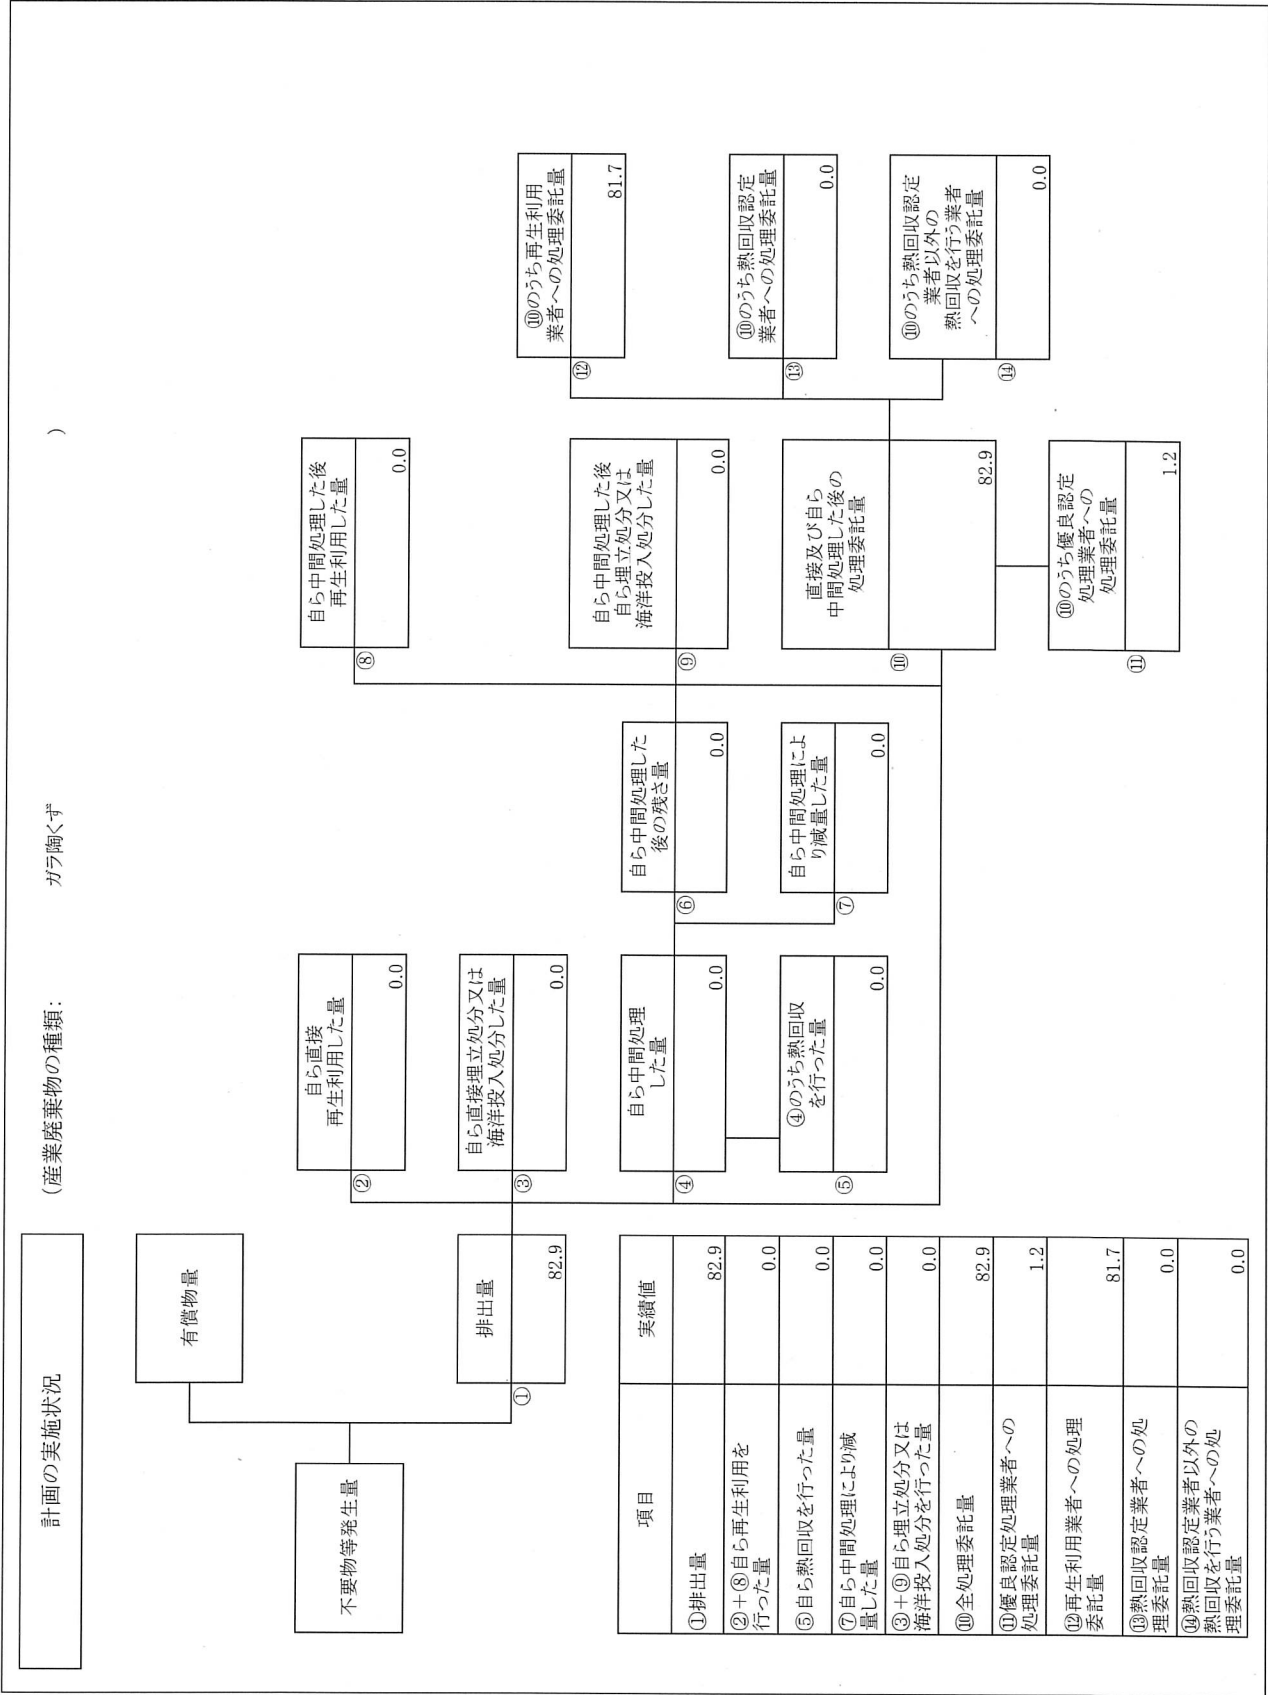 計画の実施状況
(産業廃棄物の種類:
ガラ陶くず
)
不要物等発生量
有償物量
①
排出量
82.9
②
自ら直接
再生利用した量
0.0
③
自ら直接埋立処分又は
海洋投入処分した量
0.0
④
自ら中間処理
した量
0.0
⑤
④のうち熱回収
を行った量
0.0
⑥
自ら中間処理した
後の残さ量
0.0
⑦
自ら中間処理によ
り減量した量
0.0
⑧
自ら中間処理した後
再生利用した量
0.0
⑨
自ら中間処理した後
自ら埋立処分又は
海洋投入処分した量
0.0
⑩
直接及び自ら
中間処理した後の
処理委託量
82.9
⑪
⑩のうち優良認定
処理業者への
処理委託量
1.2
⑫
⑩のうち再生利用
業者への処理委託量
81.7
⑬
⑩のうち熱回収認定
業者への処理委託量
0.0
⑭
⑩のうち熱回収認定
業者以外の
熱回収を行う業者
への処理委託量
0.0
項目
実績値
①排出量
82.9
②+⑧自ら再生利用を
行った量
0.0
⑤自ら熱回収を行った量
0.0
⑦自ら中間処理により減
量した量
0.0
③+⑨自ら埋立処分又は
海洋投入処分を行った量
0.0
⑩全処理委託量
82.9
⑪優良認定処理業者への
処理委託量
1.2
⑫再生利用業者への処理
委託量
81.7
⑬熱回収認定業者への処
理委託量
0.0
⑭熱回収認定業者以外の
熱回収を行う業者への処
理委託量
0.0